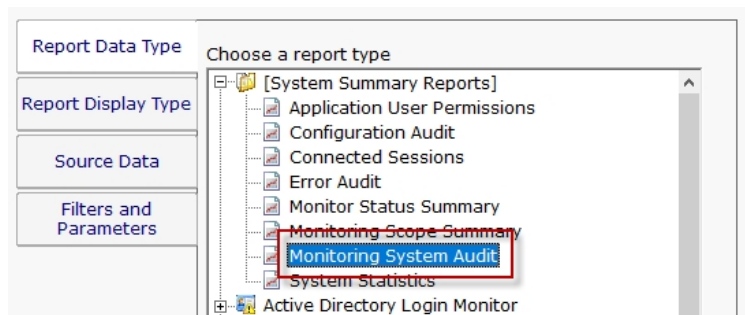 Report Data Type
Choose a report type
[System Summary Reports]
Report Display Type
Application User Permissions
Configuration Audit
Source Data
Connected Sessions
Error Audit
Filters and
Parameters
Monitor Status Summary
Monitoring Scope Summary
Monitoring System Audit
System Statistics
Active Directory Login Monitor